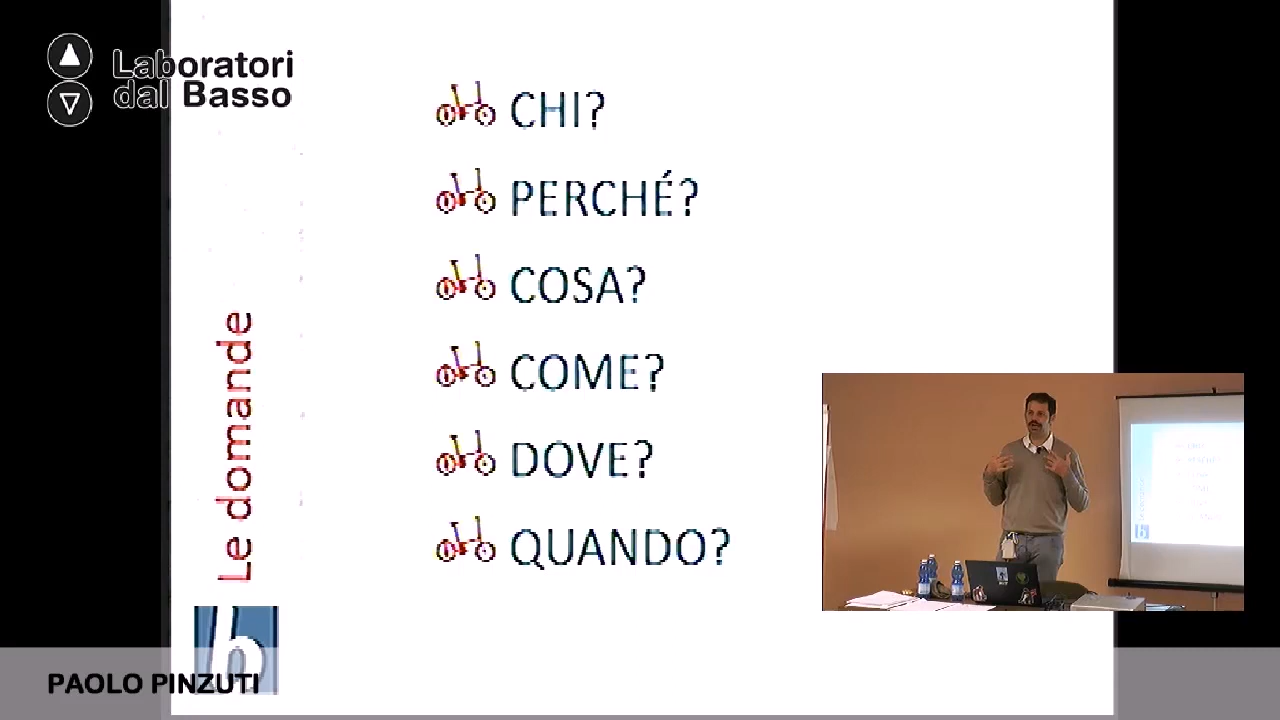 Laboratori
dal Basso
CHI?
PERCHÉ?
COSA?
COME?
DOVE?
QUANDO?
Le domande
b
PAOLO PINZUTI